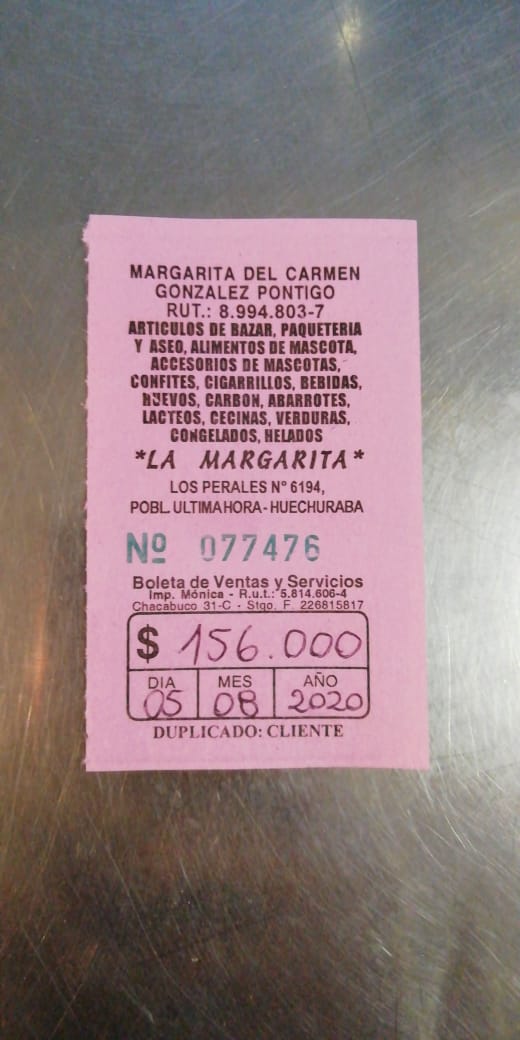 MARGARITA DEL CARMEN
GONZALEZ PONTIGO
RUT.: 8.994.803-7
ARTICULOS DE BAZAR, PAQUETERIA
Y ASEO, ALIMENTOS DE MASCOTA,
ACCESORIOS DE MASCOTAS,
CONFITES, CIGARRILLOS, BEBIDAS,
HUEVOS, CARBON, ABARROTES,
LACTEOS, CECINAS, VERDURAS,
CONGELADOS, HELADOS
*LA MARGARITA*
LOS PERALES N° 6194,
POBL. ULTIMA HORA - HUECHURABA
Nº 077476
Boleta de Ventas y Servicios
Imp. Mónica - R.u.t.: 5.814.606-4
Chacabuco 31-C - Stgo. F. 226815817
$ 156.000
DIA MES AÑO
05 08 2020
DUPLICADO: CLIENTE